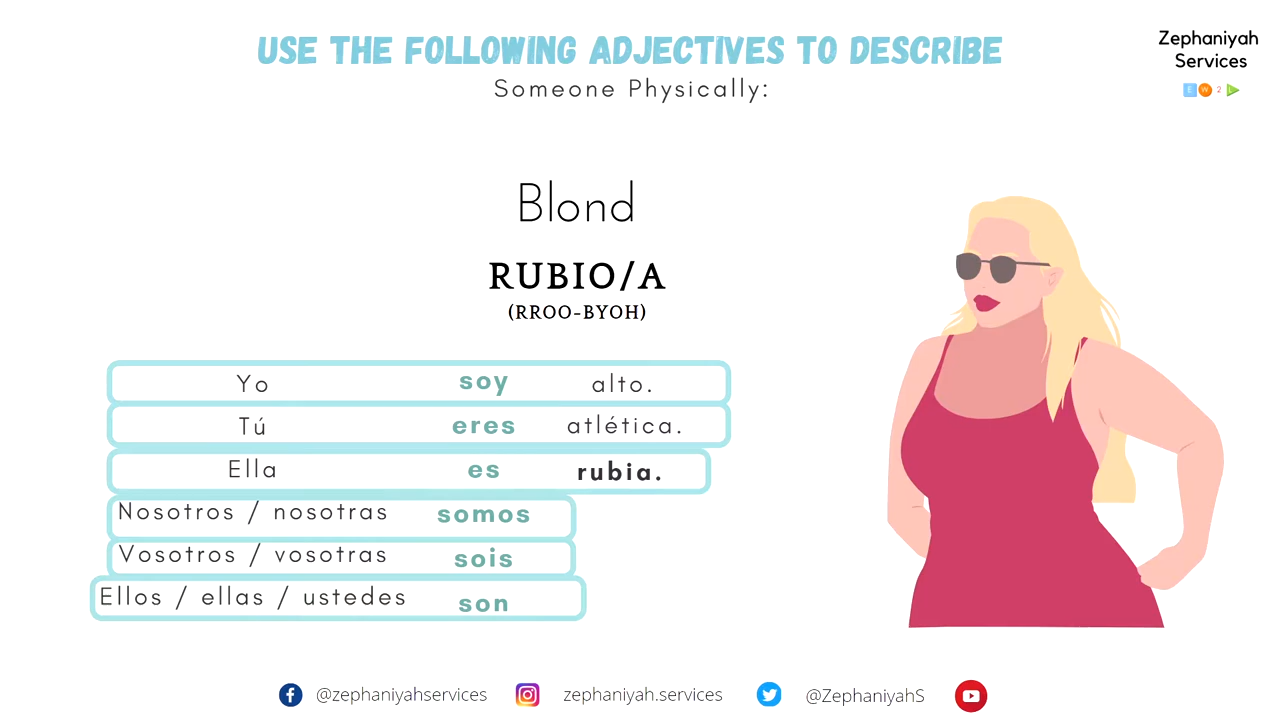 USE THE FOLLOWING ADJECTIVES TO DESCRIBE
Someone Physically:
Zephaniyah
Services
E W 2
Blond
RUBIO/A
(RROO-BYOH)
Yo soy alto.
Tú eres atlética.
Ella es rubia.
Nosotros / nosotras somos
Vosotros / vosotras sois
Ellos / ellas / ustedes son
@zephaniyahservices zephaniyah.services @ZephaniyahS